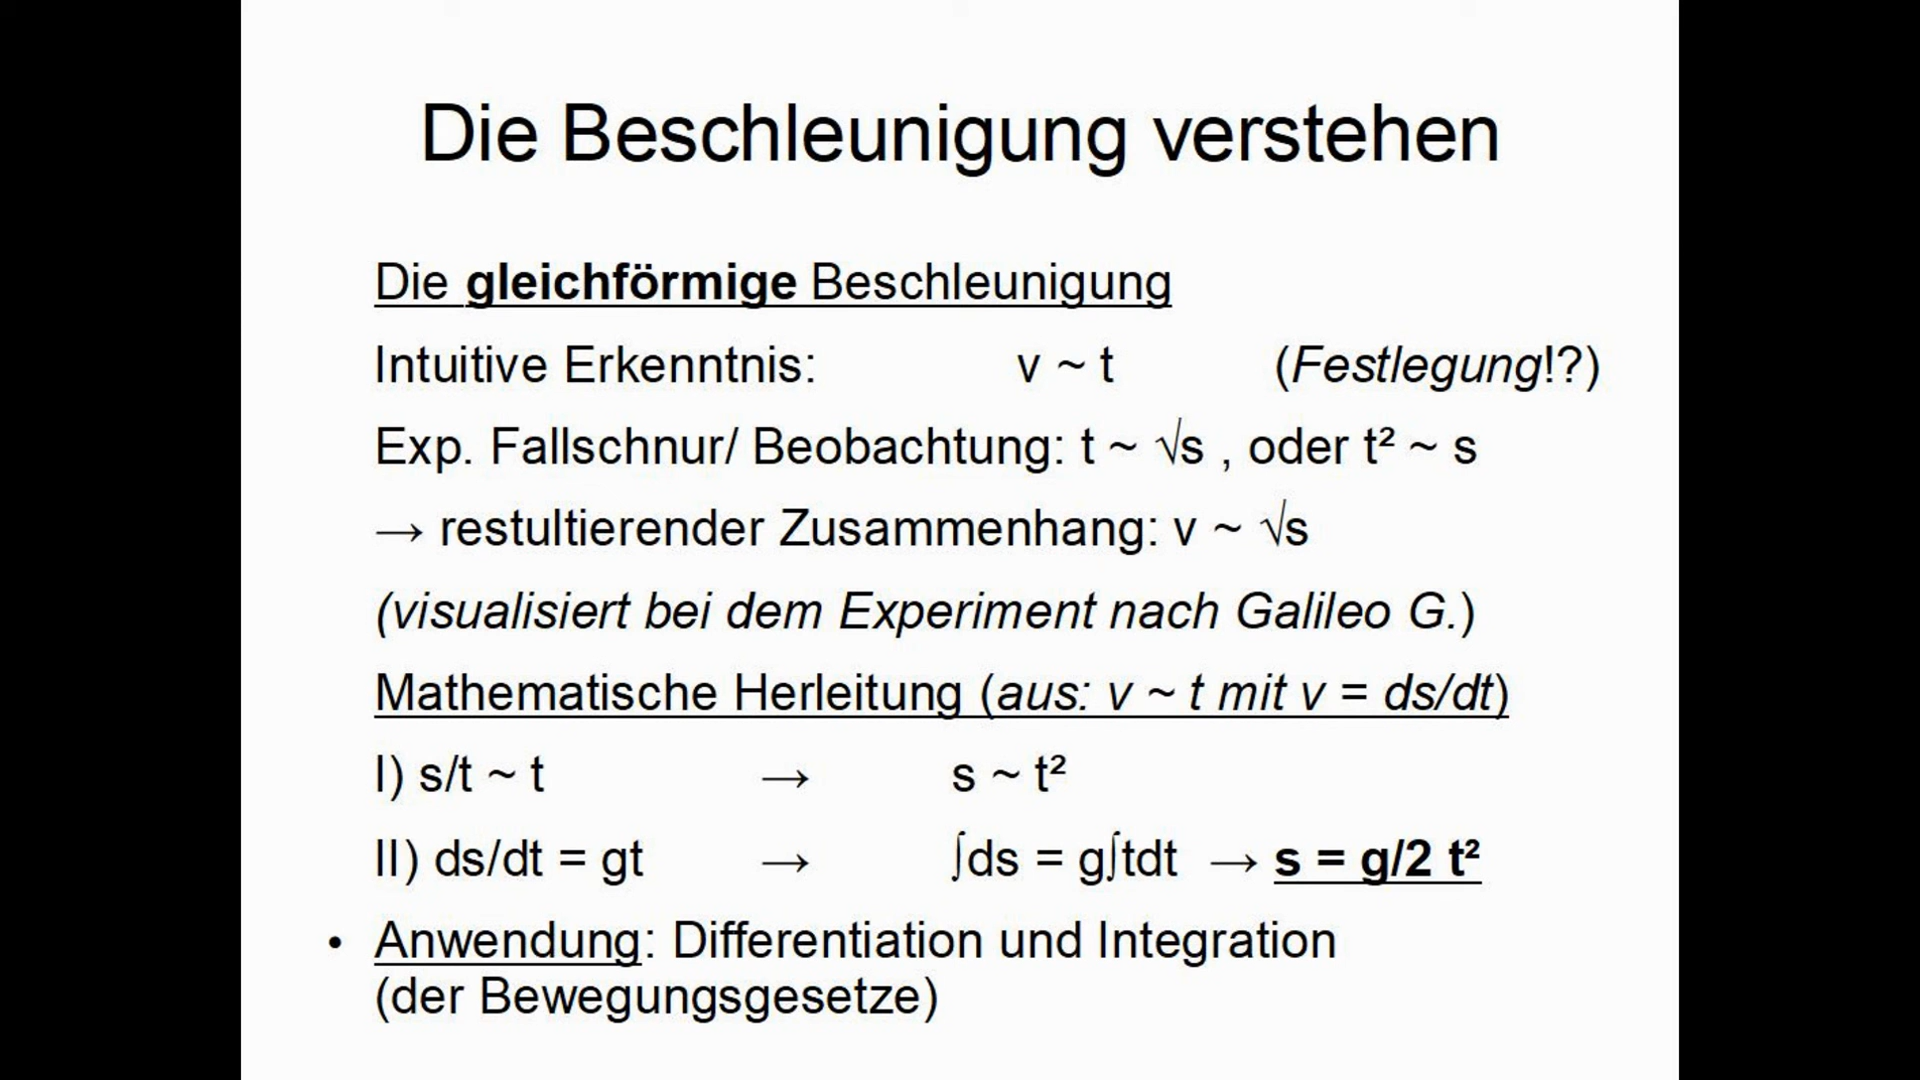 Die Beschleunigung verstehen
Die gleichförmige Beschleunigung
Intuitive Erkenntnis: v ~ t (Festlegung!?)
Exp. Fallschnur/ Beobachtung: t ~ √s , oder t² ~ s
→ restultierender Zusammenhang: v ~ √s
(visualisiert bei dem Experiment nach Galileo G.)
Mathematische Herleitung (aus: v ~ t mit v = ds/dt)
I) s/t ~ t → s ~ t²
II) ds/dt = gt → ∫ds = g∫tdt → s = g/2 t²
• Anwendung: Differentiation und Integration
(der Bewegungsgesetze)